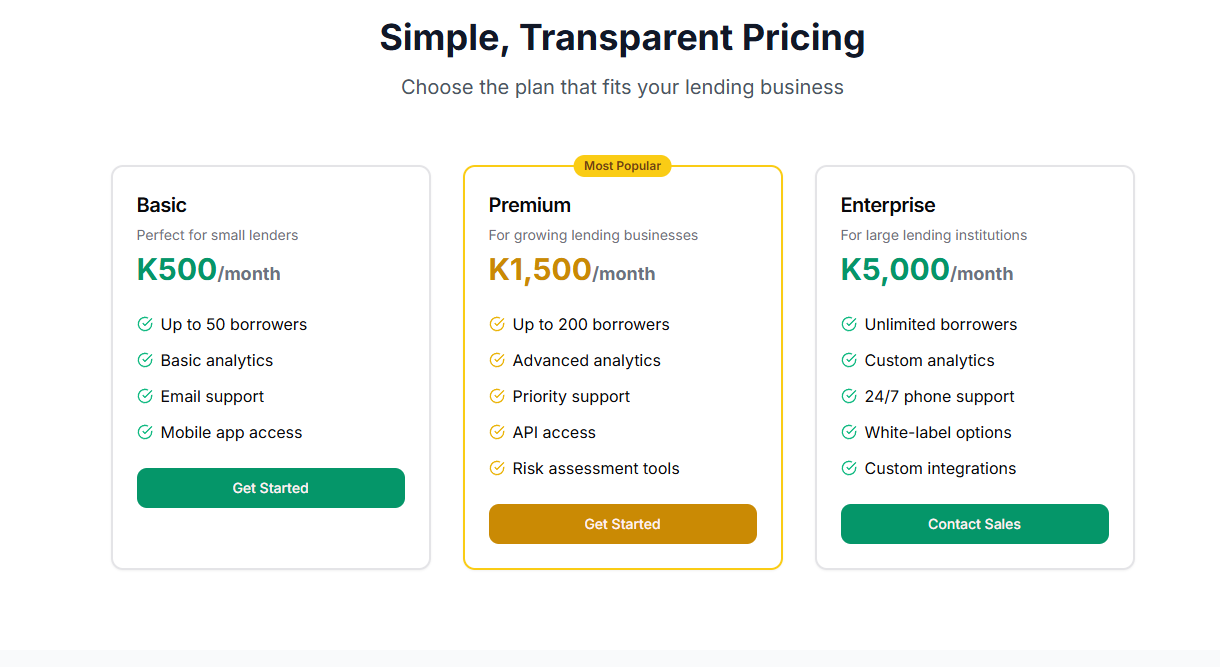 Simple, Transparent Pricing
Choose the plan that fits your lending business
Basic
Perfect for small lenders
K500/month
Up to 50 borrowers
Basic analytics
Email support
Mobile app access
Get Started
Most Popular
Premium
For growing lending businesses
K1,500/month
Up to 200 borrowers
Advanced analytics
Priority support
API access
Risk assessment tools
Get Started
Enterprise
For large lending institutions
K5,000/month
Unlimited borrowers
Custom analytics
24/7 phone support
White-label options
Custom integrations
Contact Sales